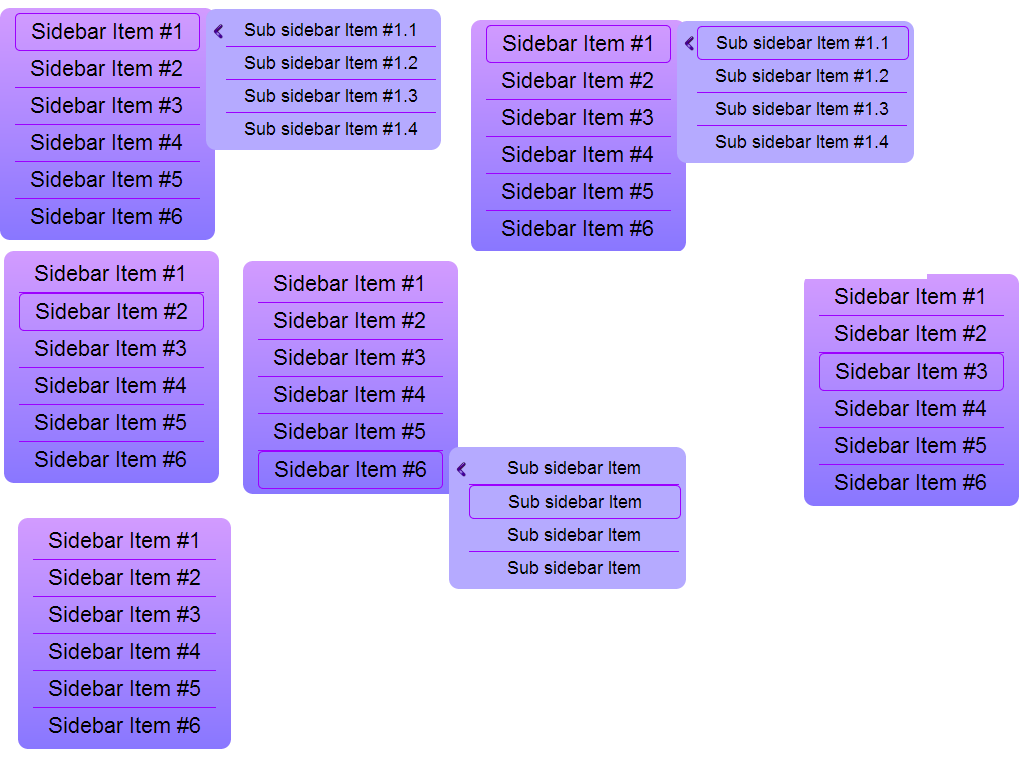 Sidebar Item #1
Sidebar Item #2
Sidebar Item #3
Sidebar Item #4
Sidebar Item #5
Sidebar Item #6
Sub sidebar Item #1.1
Sub sidebar Item #1.2
Sub sidebar Item #1.3
Sub sidebar Item #1.4
Sidebar Item #1
Sidebar Item #2
Sidebar Item #3
Sidebar Item #4
Sidebar Item #5
Sidebar Item #6
Sub sidebar Item #1.1
Sub sidebar Item #1.2
Sub sidebar Item #1.3
Sub sidebar Item #1.4
Sidebar Item #1
Sidebar Item #2
Sidebar Item #3
Sidebar Item #4
Sidebar Item #5
Sidebar Item #6
Sidebar Item #1
Sidebar Item #2
Sidebar Item #3
Sidebar Item #4
Sidebar Item #5
Sidebar Item #6
Sub sidebar Item
Sub sidebar Item
Sub sidebar Item
Sub sidebar Item
Sidebar Item #1
Sidebar Item #2
Sidebar Item #3
Sidebar Item #4
Sidebar Item #5
Sidebar Item #6
Sidebar Item #1
Sidebar Item #2
Sidebar Item #3
Sidebar Item #4
Sidebar Item #5
Sidebar Item #6